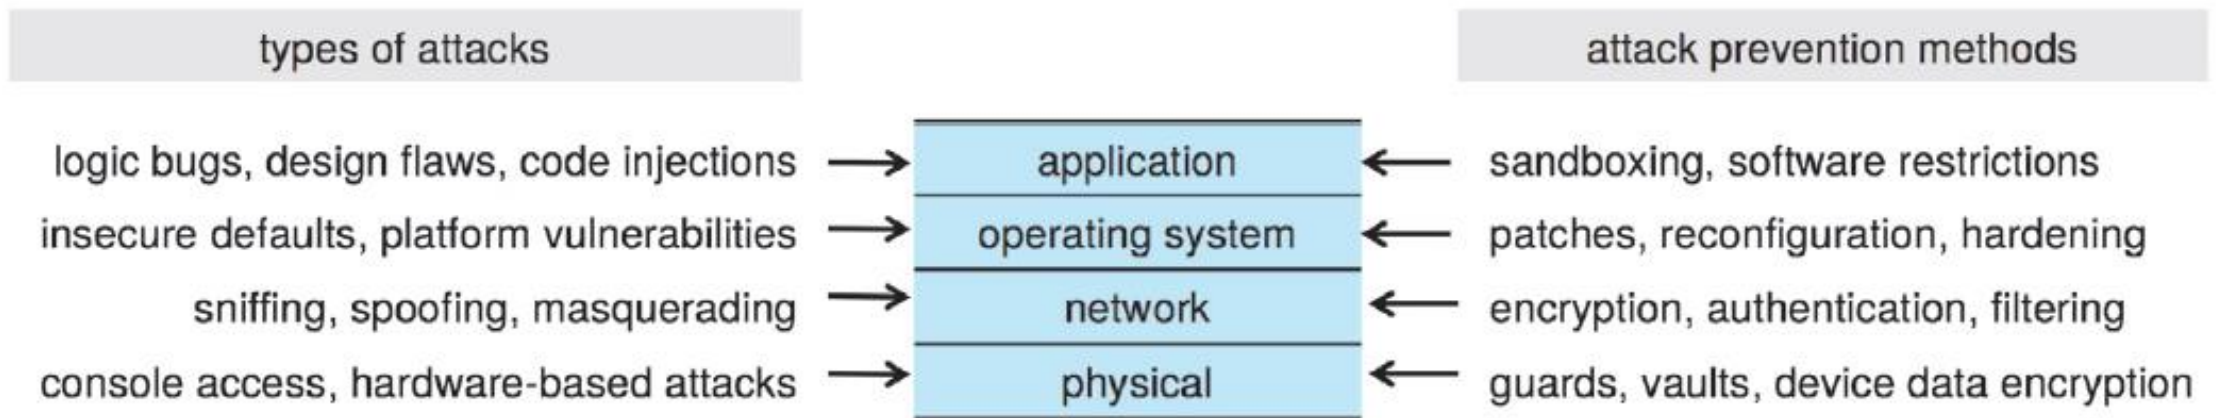 types of attacks
attack prevention methods
logic bugs, design flaws, code injections
application
sandboxing, software restrictions
insecure defaults, platform vulnerabilities
operating system
patches, reconfiguration, hardening
sniffing, spoofing, masquerading
network
encryption, authentication, filtering
console access, hardware-based attacks
physical
guards, vaults, device data encryption